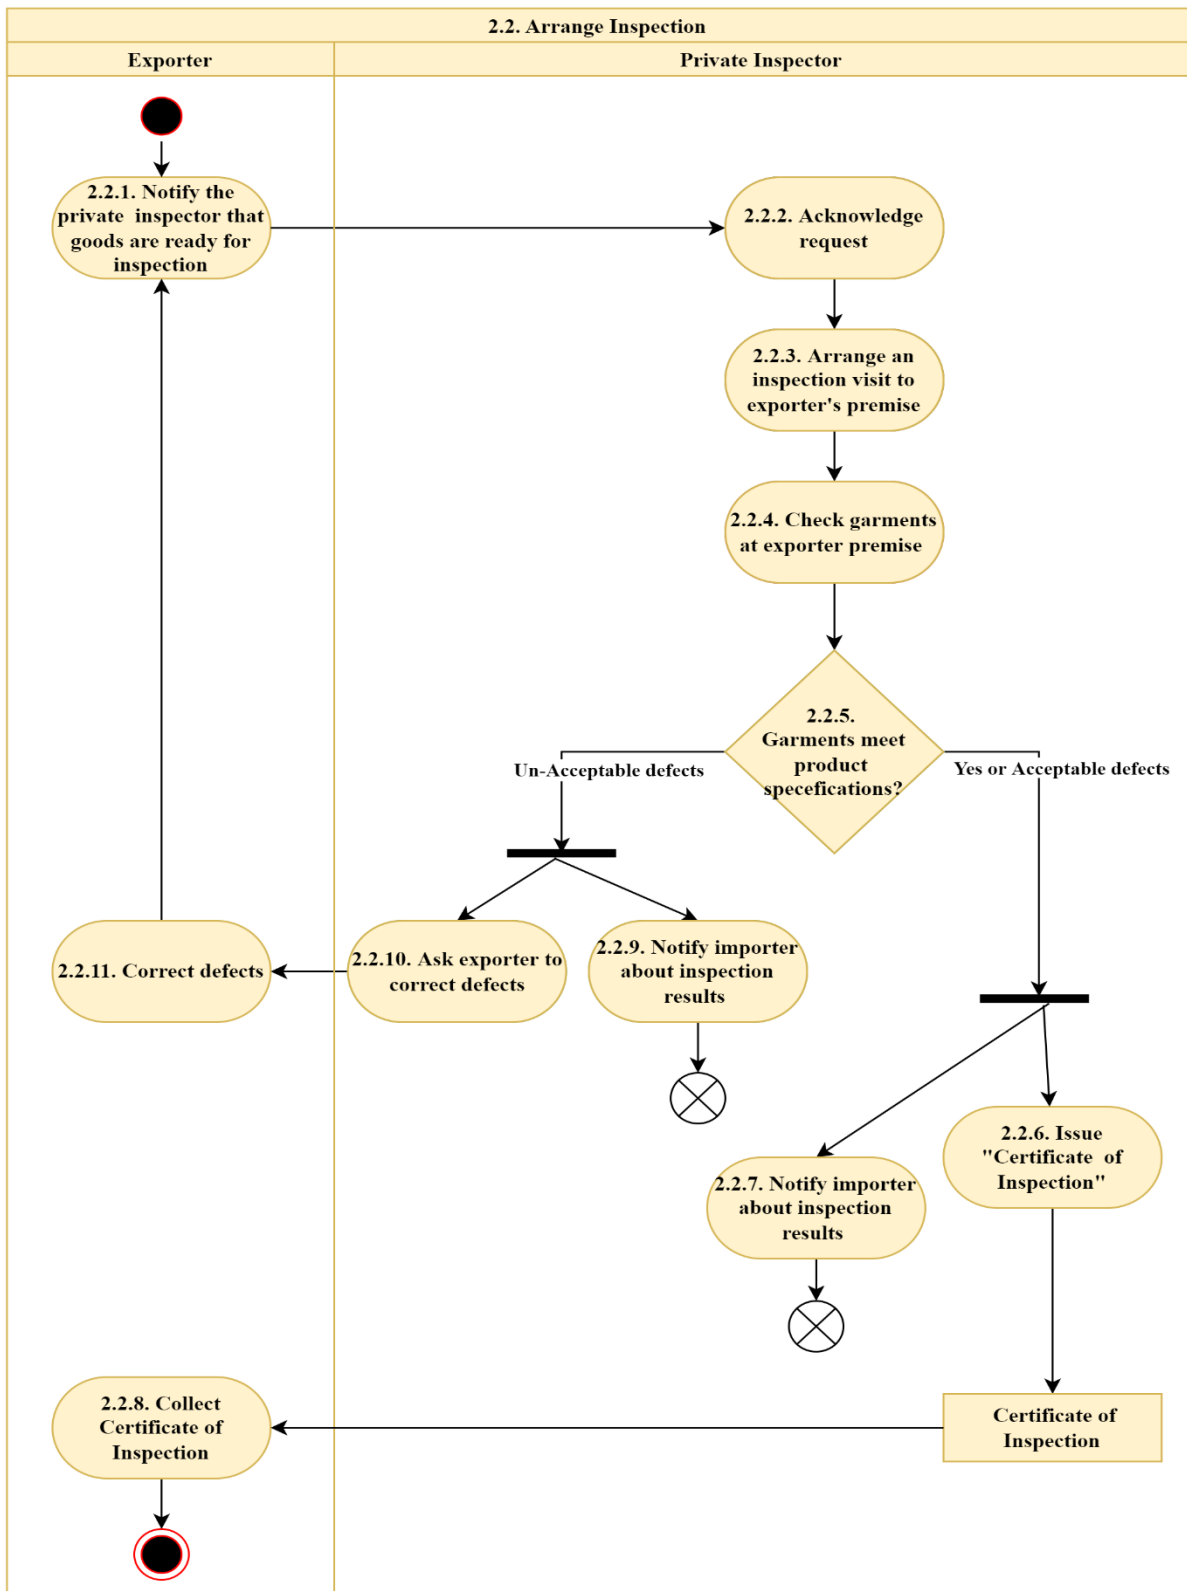 2.2. Arrange Inspection
Exporter
Private Inspector
2.2.1. Notify the
private inspector that
goods are ready for
inspection
2.2.2. Acknowledge
request
2.2.3. Arrange an
inspection visit to
exporter's premise
2.2.4. Check garments
at exporter premise
2.2.5.
Garments meet
product
specefications?
Un-Acceptable defects
Yes or Acceptable defects
2.2.11. Correct defects
2.2.10. Ask exporter to
correct defects
2.2.9. Notify importer
about inspection
results
2.2.6. Issue
"Certificate of
Inspection"
2.2.7. Notify importer
about inspection
results
2.2.8. Collect
Certificate of
Inspection
Certificate of
Inspection